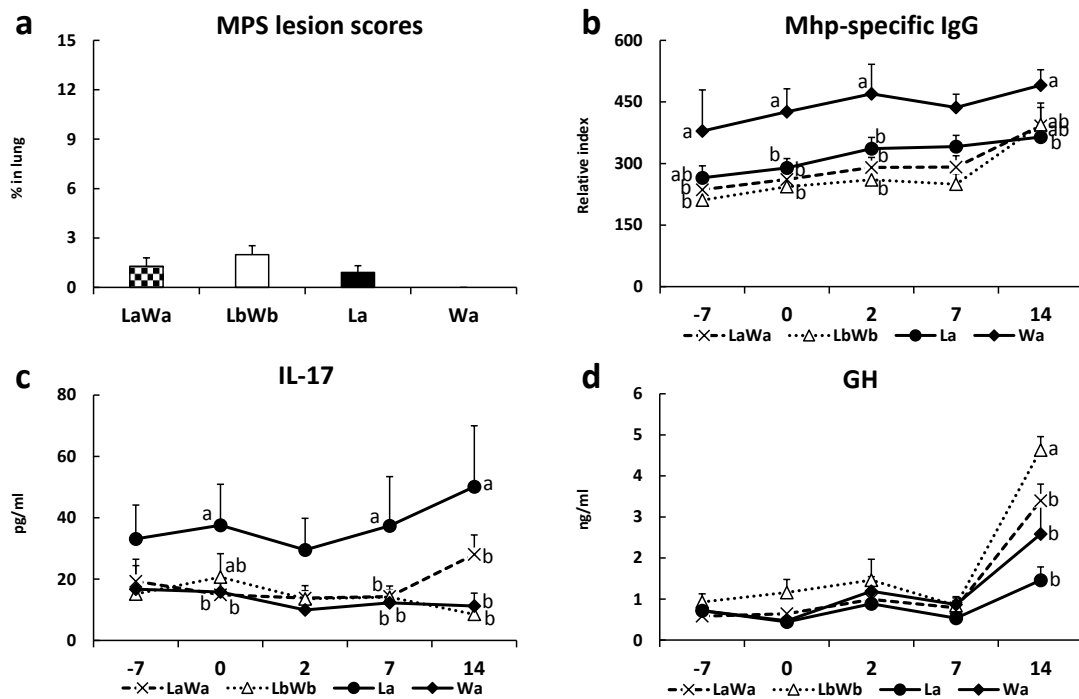 a MPS lesion scores
15
12
9
6
3
0
% in lung
LaWa LbWb La Wa
b Mhp-specific IgG
600
450
300
150
0
Relative index
a a a a
ab b b b b b b b b
ab ab b
-7 0 2 7 14
LaWa LbWb La Wa
c IL-17
80
60
40
20
0
pg/ml
a a a
ab b b b b b b b
-7 0 2 7 14
LaWa LbWb La Wa
d GH
6
5
4
3
2
1
0
ng/ml
a
b
b
b
-7 0 2 7 14
LaWa LbWb La Wa